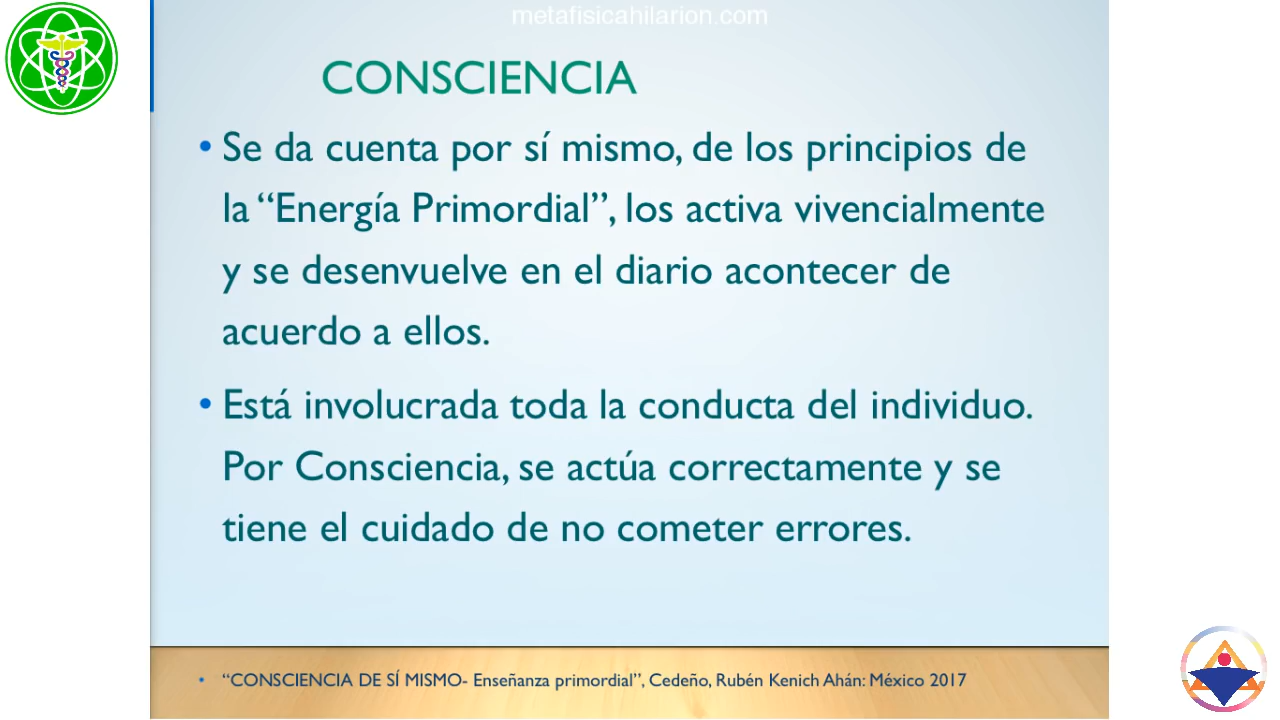 metafisicahilarion.com
CONSCIENCIA
• Se da cuenta por sí mismo, de los principios de
la “Energía Primordial”, los activa vivencialmente
y se desenvuelve en el diario acontecer de
acuerdo a ellos.
• Está involucrada toda la conducta del individuo.
Por Consciencia, se actúa correctamente y se
tiene el cuidado de no cometer errores.
• “CONSCIENCIA DE SÍ MISMO- Enseñanza primordial”, Cedeño, Rubén Kenich Ahán: México 2017